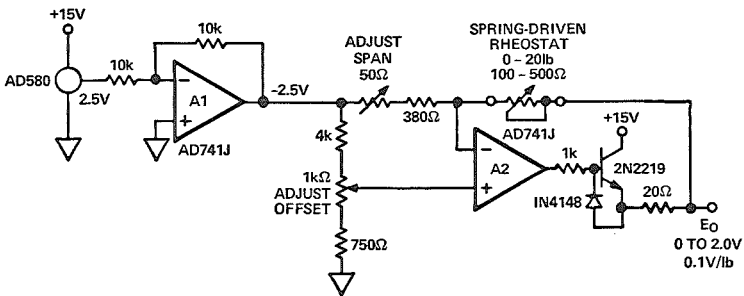 +15V
10k
SPRING-DRIVEN
RHEOSTAT
0 – 20lb
100 – 500Ω
ADJUST
SPAN
50Ω
10k
AD580
2.5V
–
A1
+
AD741J
–2.5V
380Ω
AD741J
+15V
4k
–
A2
+
1k
2N2219
1kΩ
ADJUST
OFFSET
IN4148
20Ω
750Ω
EO
0 TO 2.0V
0.1V/lb